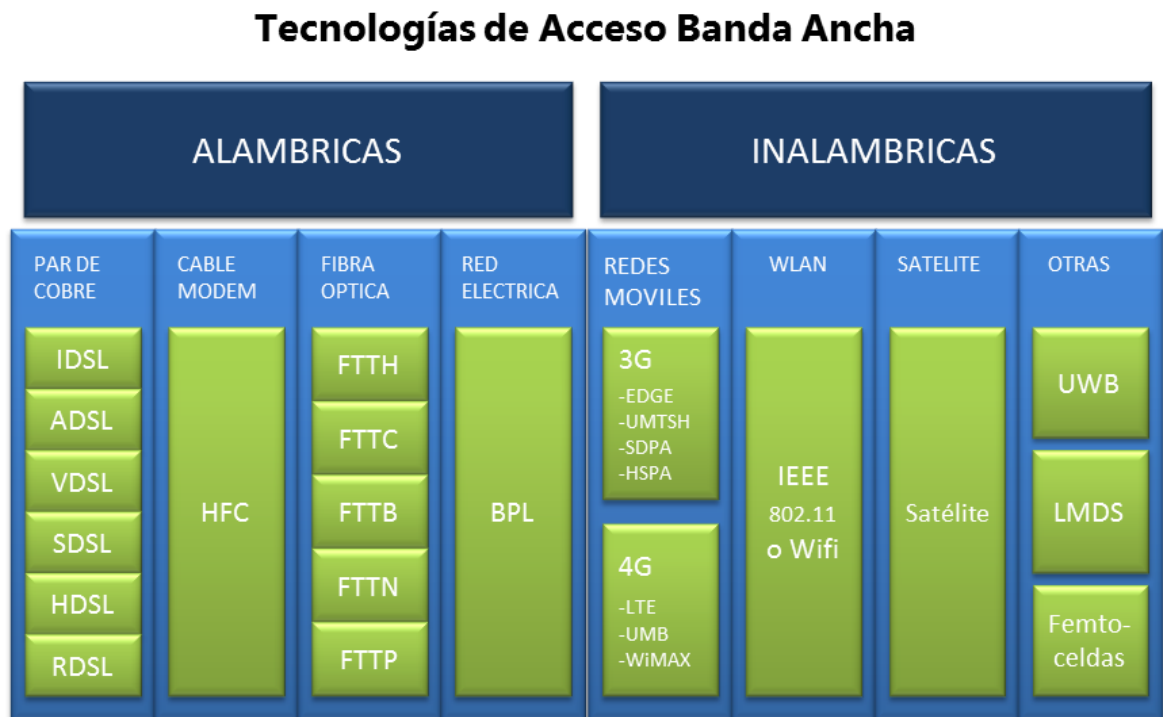 Tecnologías de Acceso Banda Ancha
ALAMBRICAS
INALAMBRICAS
PAR DE
COBRE
IDSL
ADSL
VDSL
SDSL
HDSL
RDSL
CABLE
MODEM
HFC
FIBRA
OPTICA
FTTH
FTTC
FTTB
FTTN
FTTP
RED
ELECTRICA
BPL
REDES
MOVILES
3G
-EDGE
-UMTSH
-SDPA
-HSPA
4G
-LTE
-UMB
-WiMAX
WLAN
IEEE
802.11
o Wifi
SATELITE
Satélite
OTRAS
UWB
LMDS
Femto-
celdas